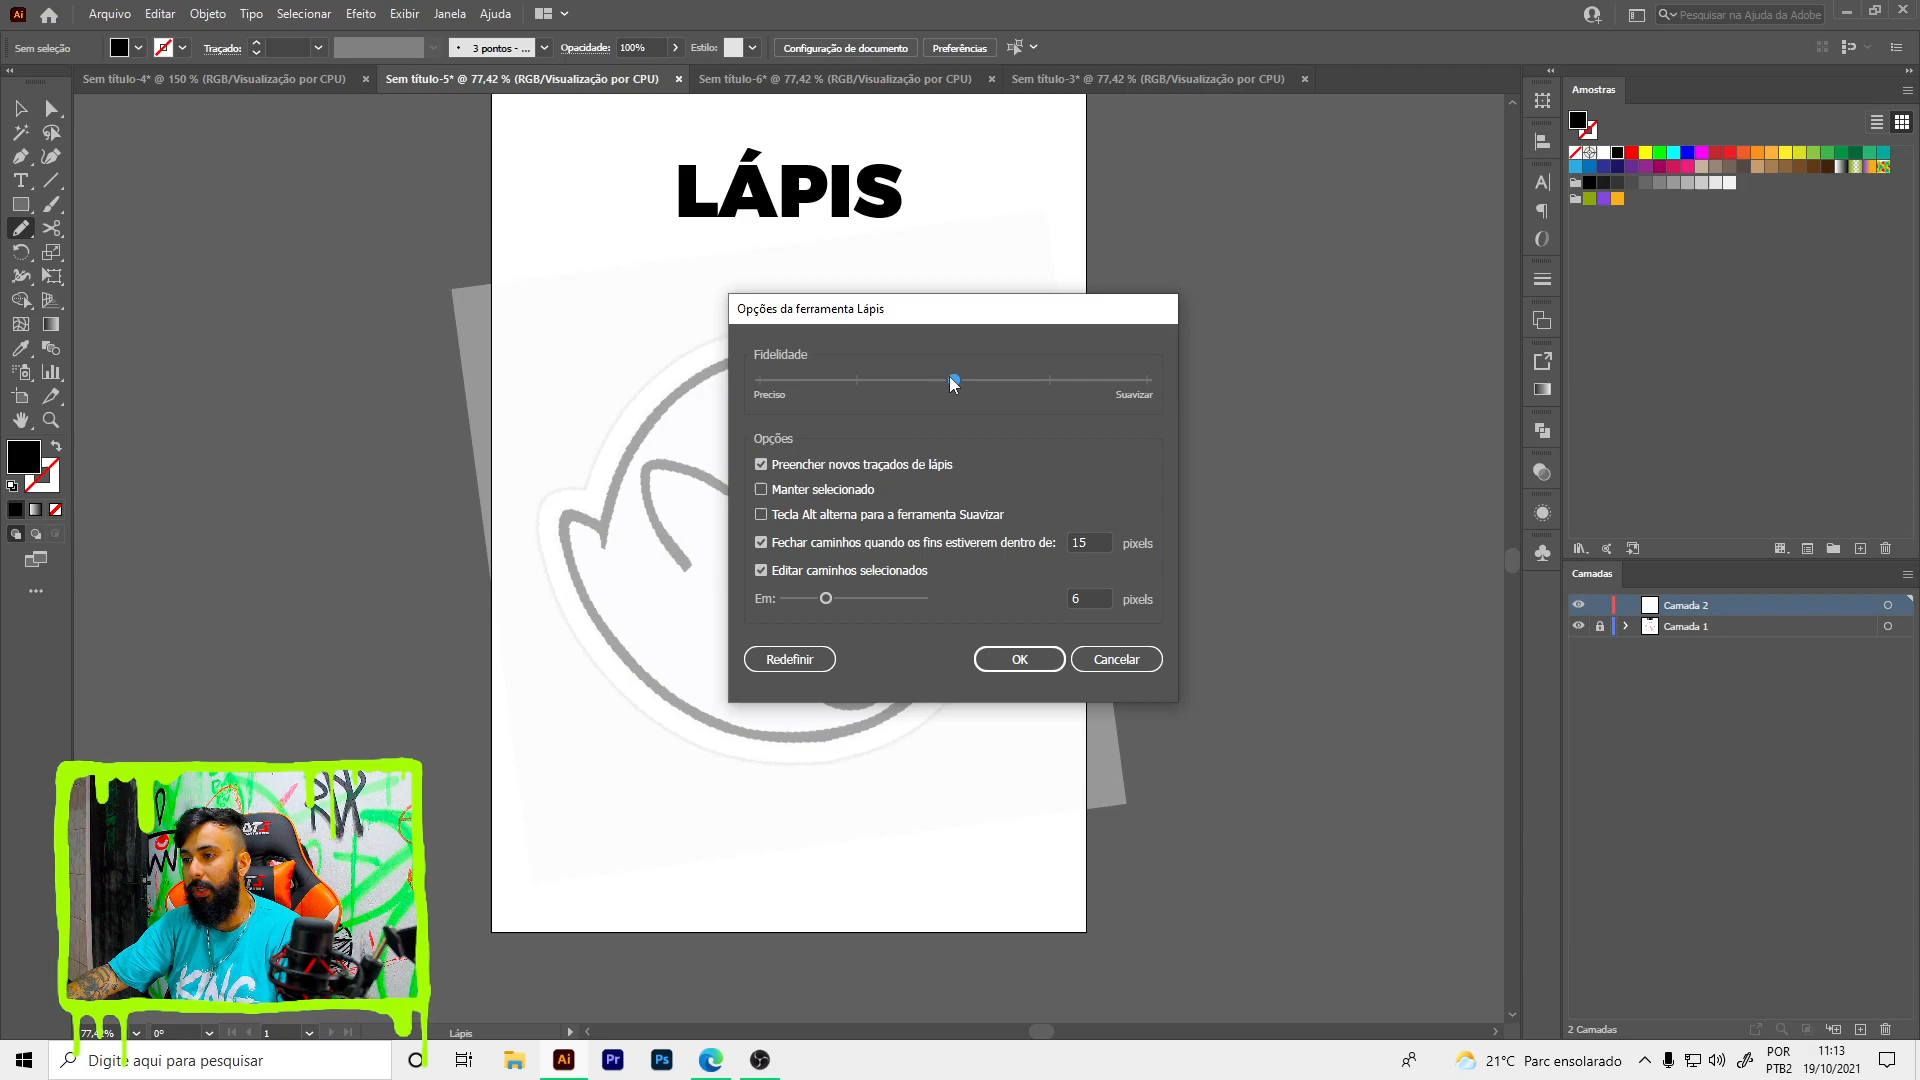 Ai
Arquivo Editar Objeto Tipo Selecionar Efeito Exibir Janela Ajuda
Pesquisar na Ajuda da Adobe
Sem seleção
Traçado:
3 pontos - ...
Opacidade: 100%
Estilo:
Configuração de documento
Preferências
Sem título-4* @ 150 % (RGB/Visualização por CPU)
Sem título-5* @ 77,42 % (RGB/Visualização por CPU)
Sem título-6* @ 77,42 % (RGB/Visualização por CPU)
Sem título-3* @ 77,42 % (RGB/Visualização por CPU)
Amostras
LÁPIS
Opções da ferramenta Lápis
Fidelidade
Preciso
Suavizar
Opções
Preencher novos traçados de lápis
Manter selecionado
Tecla Alt alterna para a ferramenta Suavizar
Fechar caminhos quando os fins estiverem dentro de: 15 pixels
Editar caminhos selecionados
Em: 6 pixels
Redefinir
OK
Cancelar
Camadas
Camada 2
Camada 1
2 Camadas
KING
0°
1
Lápis
Digite aqui para pesquisar
Ai
Pr
Ps
21°C Parc ensolarado
POR
PTB2
11:13
19/10/2021